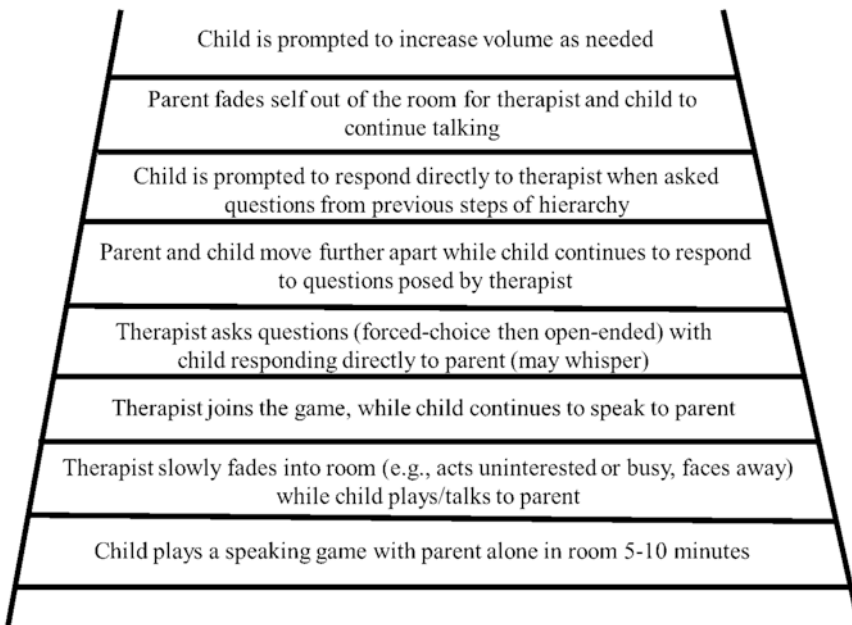 Child is prompted to increase volume as needed
Parent fades self out of the room for therapist and child to
continue talking
Child is prompted to respond directly to therapist when asked
questions from previous steps of hierarchy
Parent and child move further apart while child continues to respond
to questions posed by therapist
Therapist asks questions (forced-choice then open-ended) with
child responding directly to parent (may whisper)
Therapist joins the game, while child continues to speak to parent
Therapist slowly fades into room (e.g., acts uninterested or busy, faces away)
while child plays/talks to parent
Child plays a speaking game with parent alone in room 5-10 minutes